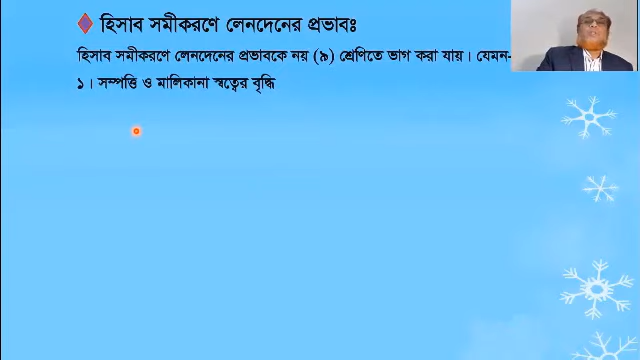 হিসাব সমীকরণে লেনদেনের প্রভাবঃ
হিসাব সমীকরণে লেনদেনের প্রভাবকে নয় (৯) শ্রেণিতে ভাগ করা যায়। যেমন-
১। সম্পত্তি ও মালিকানা স্বত্বের বৃদ্ধি